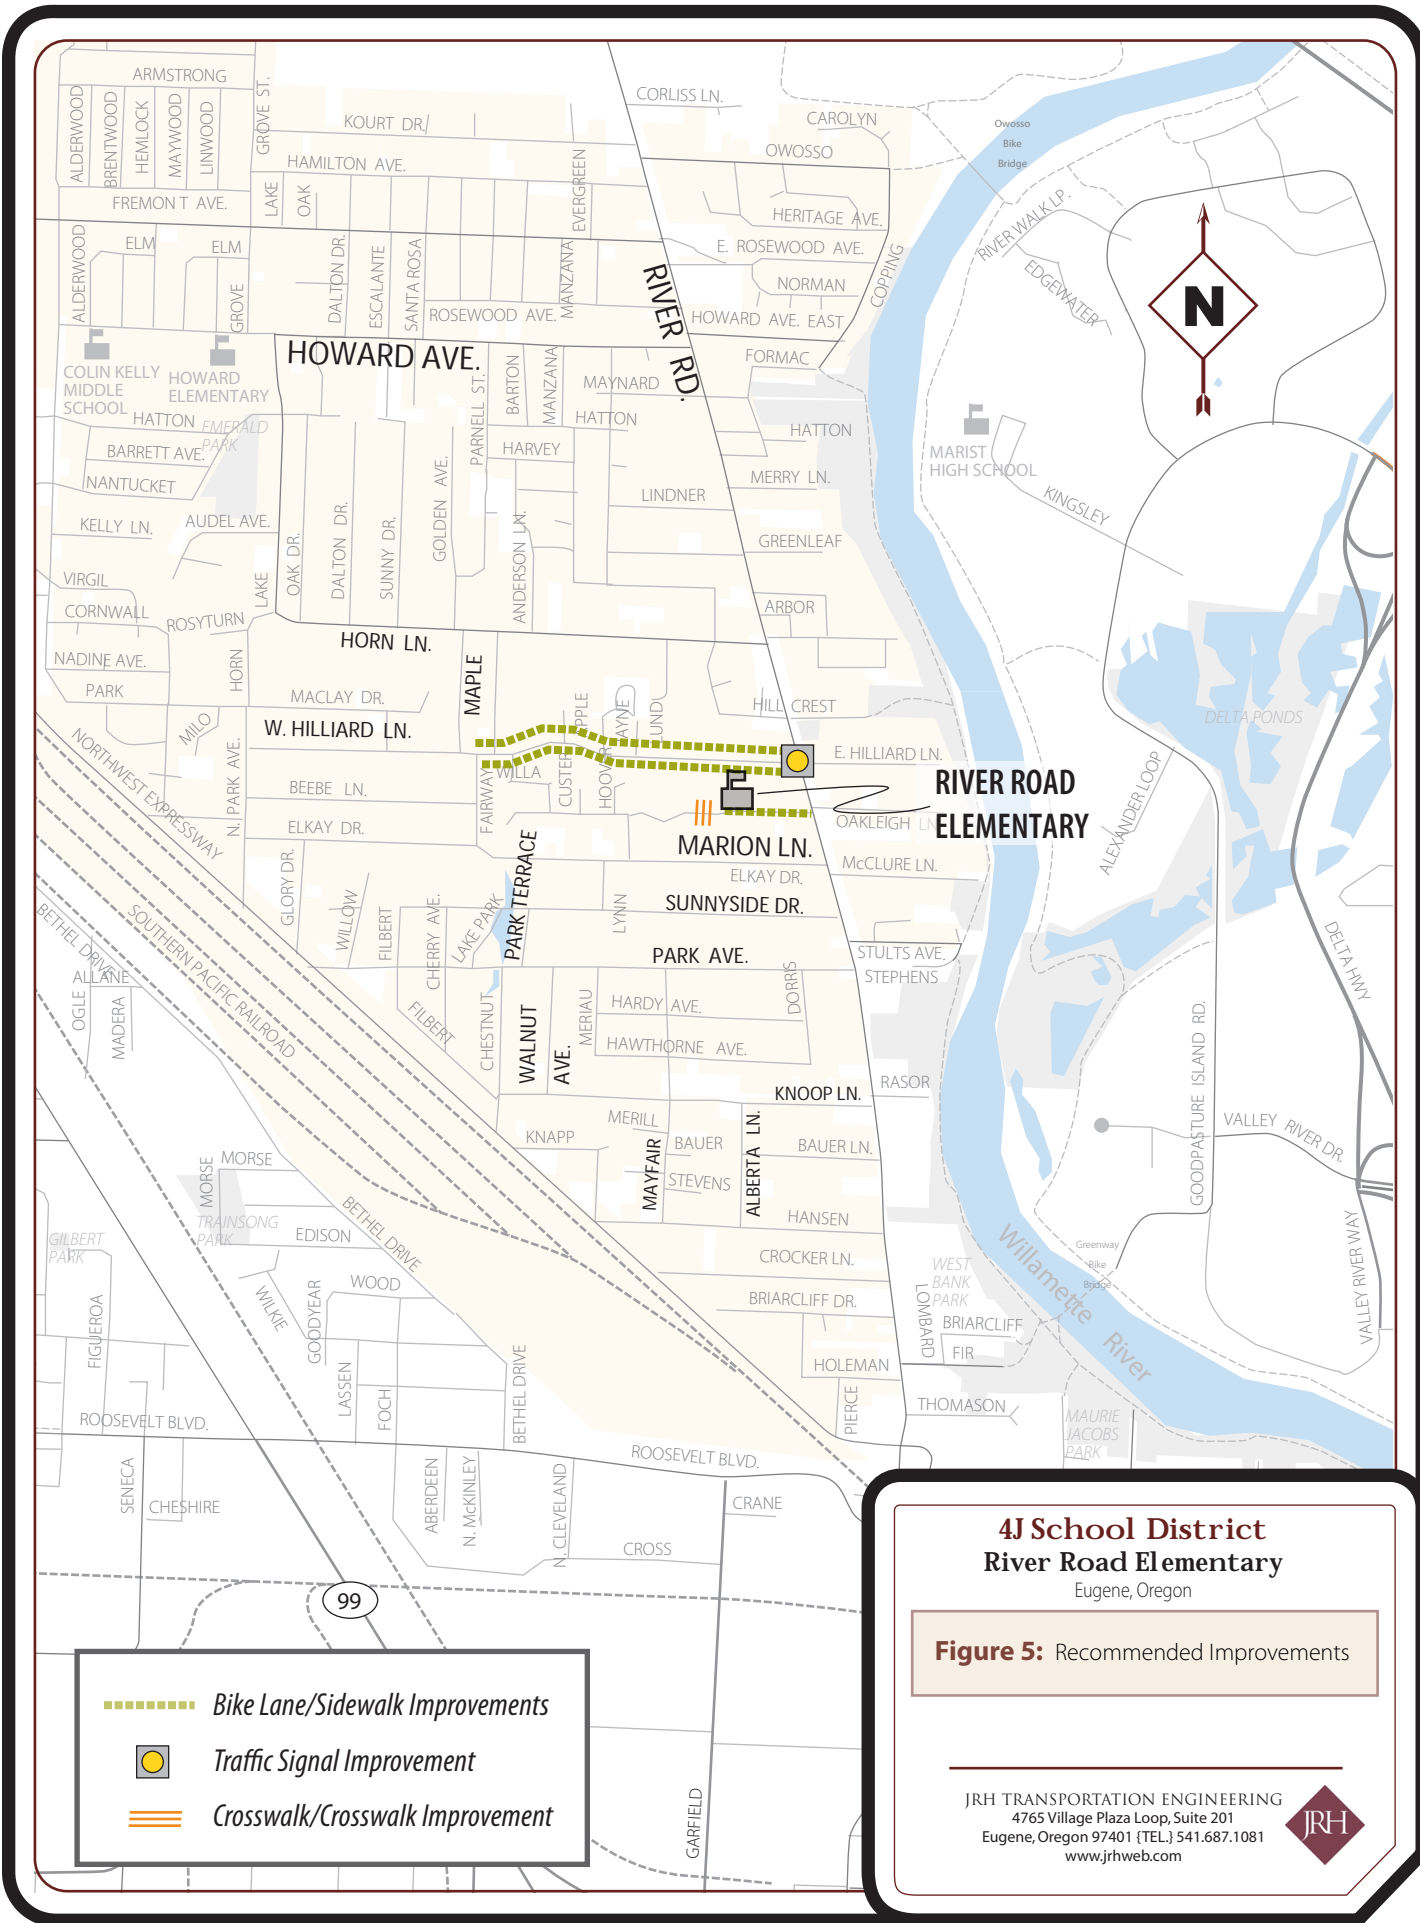 ARMSTRONG
GROVE ST.
CORLISS LN.
ALDERWOOD
BRENTWOOD
HEMLOCK
MAYWOOD
LINWOOD
KOURT DR.
CAROLYN
Owosso
Bike
Bridge
HAMILTON AVE.
OWOSSO
EVERGREEN
FREMON T AVE.
LAKE
OAK
HERITAGE AVE.
RIVER WALK LP.
ALDERWOOD
ELM
ELM
DALTON DR.
ESCALANTE
SANTA ROSA
MANZANA
E. ROSEWOOD AVE.
COPPING
EDGEWATER
GROVE
RIVER RD.
NORMAN
N
ROSEWOOD AVE.
HOWARD AVE. EAST
HOWARD AVE.
FORMAC
COLIN KELLY
MIDDLE
SCHOOL
HOWARD
ELEMENTARY
PARNELL ST.
BARTON
MANZANA
MAYNARD
HATTON
HATTON
EMERALD
PARK
HATTON
BARRETT AVE.
HARVEY
MARIST
HIGH SCHOOL
NANTUCKET
GOLDEN AVE.
LINDNER
MERRY LN.
KINGSLEY
KELLY LN.
AUDEL AVE.
OAK DR.
DALTON DR.
SUNNY DR.
ANDERSON LN.
GREENLEAF
VIRGIL
LAKE
CORNWALL
ROSYTURN
ARBOR
HORN LN.
NADINE AVE.
HORN
MAPLE
PARK
MACLAY DR.
APPLE
AYNE
LUND
HILL CREST
DELTA PONDS
MILO
W. HILLIARD LN.
NORTHWEST EXPRESSWAY
N. PARK AVE.
WILLA
CUSTER
HOOVER
E. HILLIARD LN.
ALEXANDER LOOP
BEEBE LN.
FAIRWAY
RIVER ROAD
ELEMENTARY
ELKAY DR.
OAKLEIGH LN.
MARION LN.
GLORY DR.
PARK TERRACE
ELKAY DR.
McCLURE LN.
WILLOW
FILBERT
CHERRY AVE.
LAKE PARK
LYNN
SUNNYSIDE DR.
BETHEL DRIVE
SOUTHERN PACIFIC RAILROAD
PARK AVE.
STULTS AVE.
STEPHENS
DELTA HWY
ALLANE
OGLE
MADERA
FILBERT
CHESTNUT
WALNUT
AVE.
MERIAU
HARDY AVE.
DORRIS
HAWTHORNE AVE.
GOODPASTURE ISLAND RD.
KNOOP LN.
RASOR
MERILL
KNAPP
MAYFAIR
BAUER
ALBERTA LN.
BAUER LN.
VALLEY RIVER DR.
MORSE
MORSE
STEVENS
HANSEN
TRAINSONG
PARK
EDISON
BETHEL DRIVE
GILBERT
PARK
CROCKER LN.
Willamette River
Greenway
Bike
Bridge
WEST
BANK
PARK
VALLEY RIVER WAY
WOOD
WILKIE
GOODYEAR
BRIARCLIFF DR.
LOMBARD
BRIARCLIFF
FIGUEROA
FIR
HOLEMAN
LASSEN
FOCH
BETHEL DRIVE
PIERCE
THOMASON
MAURIE
JACOBS
PARK
ROOSEVELT BLVD.
ROOSEVELT BLVD.
SENECA
CHESHIRE
ABERDEEN
N. McKINLEY
N. CLEVELAND
CRANE
CROSS
99
GARFIELD
Bike Lane/Sidewalk Improvements
Traffic Signal Improvement
Crosswalk/Crosswalk Improvement
4J School District
River Road Elementary
Eugene, Oregon
Figure 5: Recommended Improvements
JRH TRANSPORTATION ENGINEERING
4765 Village Plaza Loop, Suite 201
Eugene, Oregon 97401 {TEL.} 541.687.1081
www.jrhweb.com
JRH